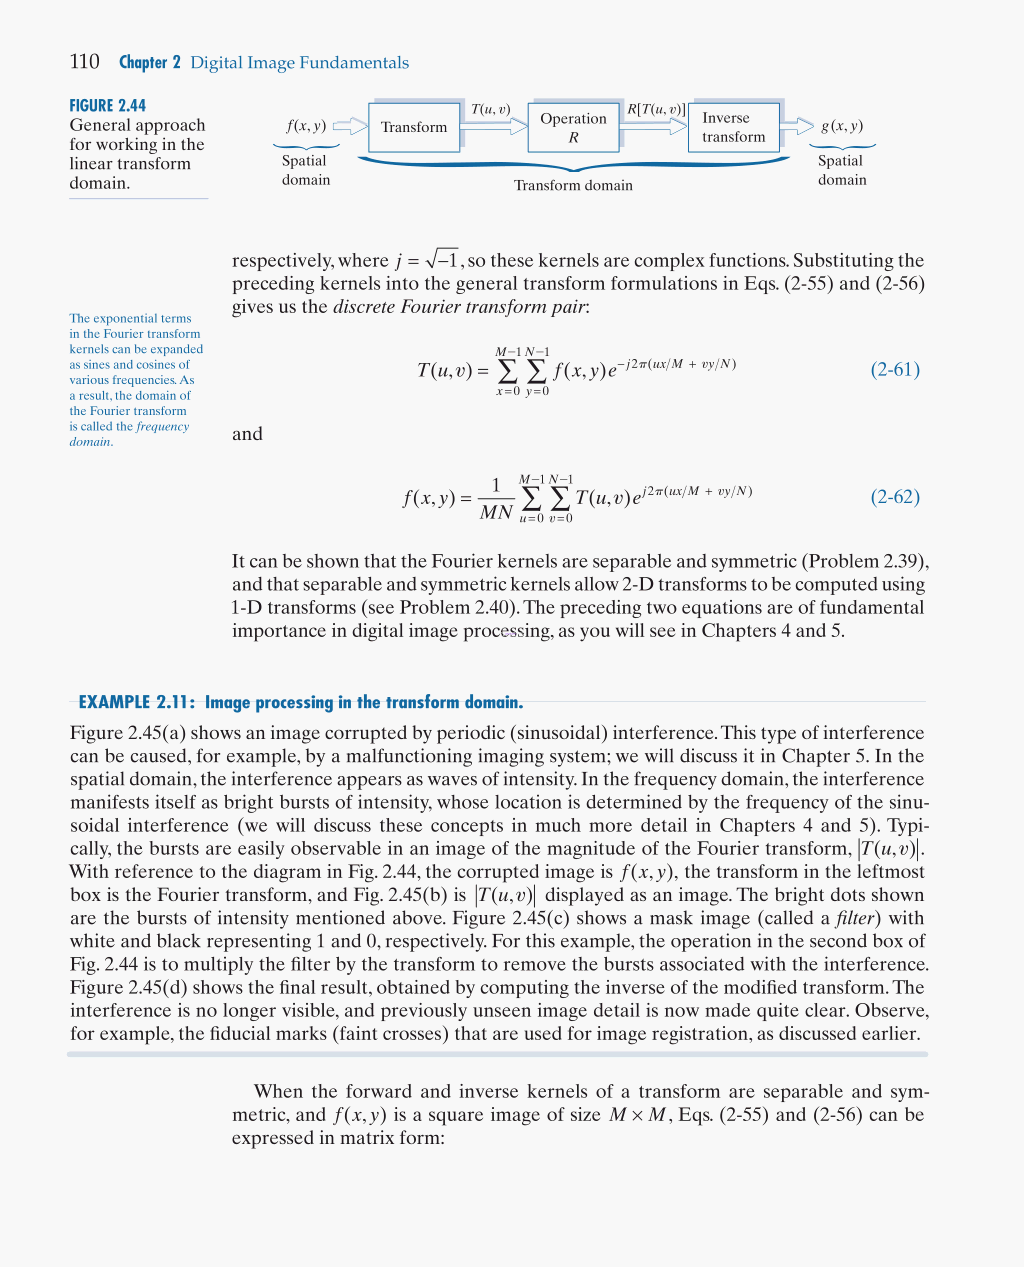 110 Chapter 2 Digital Image Fundamentals
FIGURE 2.44
General approach
for working in the
linear transform
domain.
f(x, y)
Spatial
domain
Transform
T(u, v)
Operation
R
R[T(u, v)]
Inverse
transform
g(x, y)
Spatial
domain
Transform domain
respectively, where j = √−1, so these kernels are complex functions. Substituting the
preceding kernels into the general transform formulations in Eqs. (2-55) and (2-56)
gives us the discrete Fourier transform pair:
The exponential terms
in the Fourier transform
kernels can be expanded
as sines and cosines of
various frequencies. As
a result, the domain of
the Fourier transform
is called the frequency
domain.
T(u, v) = ∑_{x=0}^{M−1} ∑_{y=0}^{N−1} f(x, y) e^{−j2π(ux/M + vy/N)} (2-61)
and
f(x, y) = 1/MN ∑_{u=0}^{M−1} ∑_{v=0}^{N−1} T(u, v) e^{j2π(ux/M + vy/N)} (2-62)
It can be shown that the Fourier kernels are separable and symmetric (Problem 2.39),
and that separable and symmetric kernels allow 2-D transforms to be computed using
1-D transforms (see Problem 2.40). The preceding two equations are of fundamental
importance in digital image processing, as you will see in Chapters 4 and 5.
EXAMPLE 2.11: Image processing in the transform domain.
Figure 2.45(a) shows an image corrupted by periodic (sinusoidal) interference. This type of interference
can be caused, for example, by a malfunctioning imaging system; we will discuss it in Chapter 5. In the
spatial domain, the interference appears as waves of intensity. In the frequency domain, the interference
manifests itself as bright bursts of intensity, whose location is determined by the frequency of the sinu-
soidal interference (we will discuss these concepts in much more detail in Chapters 4 and 5). Typi-
cally, the bursts are easily observable in an image of the magnitude of the Fourier transform, |T(u, v)|.
With reference to the diagram in Fig. 2.44, the corrupted image is f(x, y), the transform in the leftmost
box is the Fourier transform, and Fig. 2.45(b) is |T(u, v)| displayed as an image. The bright dots shown
are the bursts of intensity mentioned above. Figure 2.45(c) shows a mask image (called a filter) with
white and black representing 1 and 0, respectively. For this example, the operation in the second box of
Fig. 2.44 is to multiply the filter by the transform to remove the bursts associated with the interference.
Figure 2.45(d) shows the final result, obtained by computing the inverse of the modified transform. The
interference is no longer visible, and previously unseen image detail is now made quite clear. Observe,
for example, the fiducial marks (faint crosses) that are used for image registration, as discussed earlier.
When the forward and inverse kernels of a transform are separable and sym-
metric, and f(x, y) is a square image of size M × M, Eqs. (2-55) and (2-56) can be
expressed in matrix form: